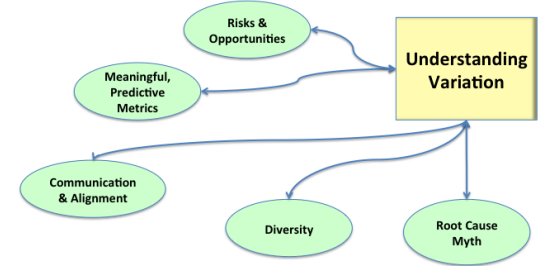 Risks &
Opportunities
Understanding
Variation
Meaningful,
Predictive
Metrics
Communication
& Alignment
Diversity
Root Cause
Myth